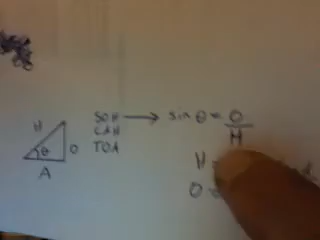 SOH → sin θ = O
H
CAH
TOA
H
θ
O
A
H
O =